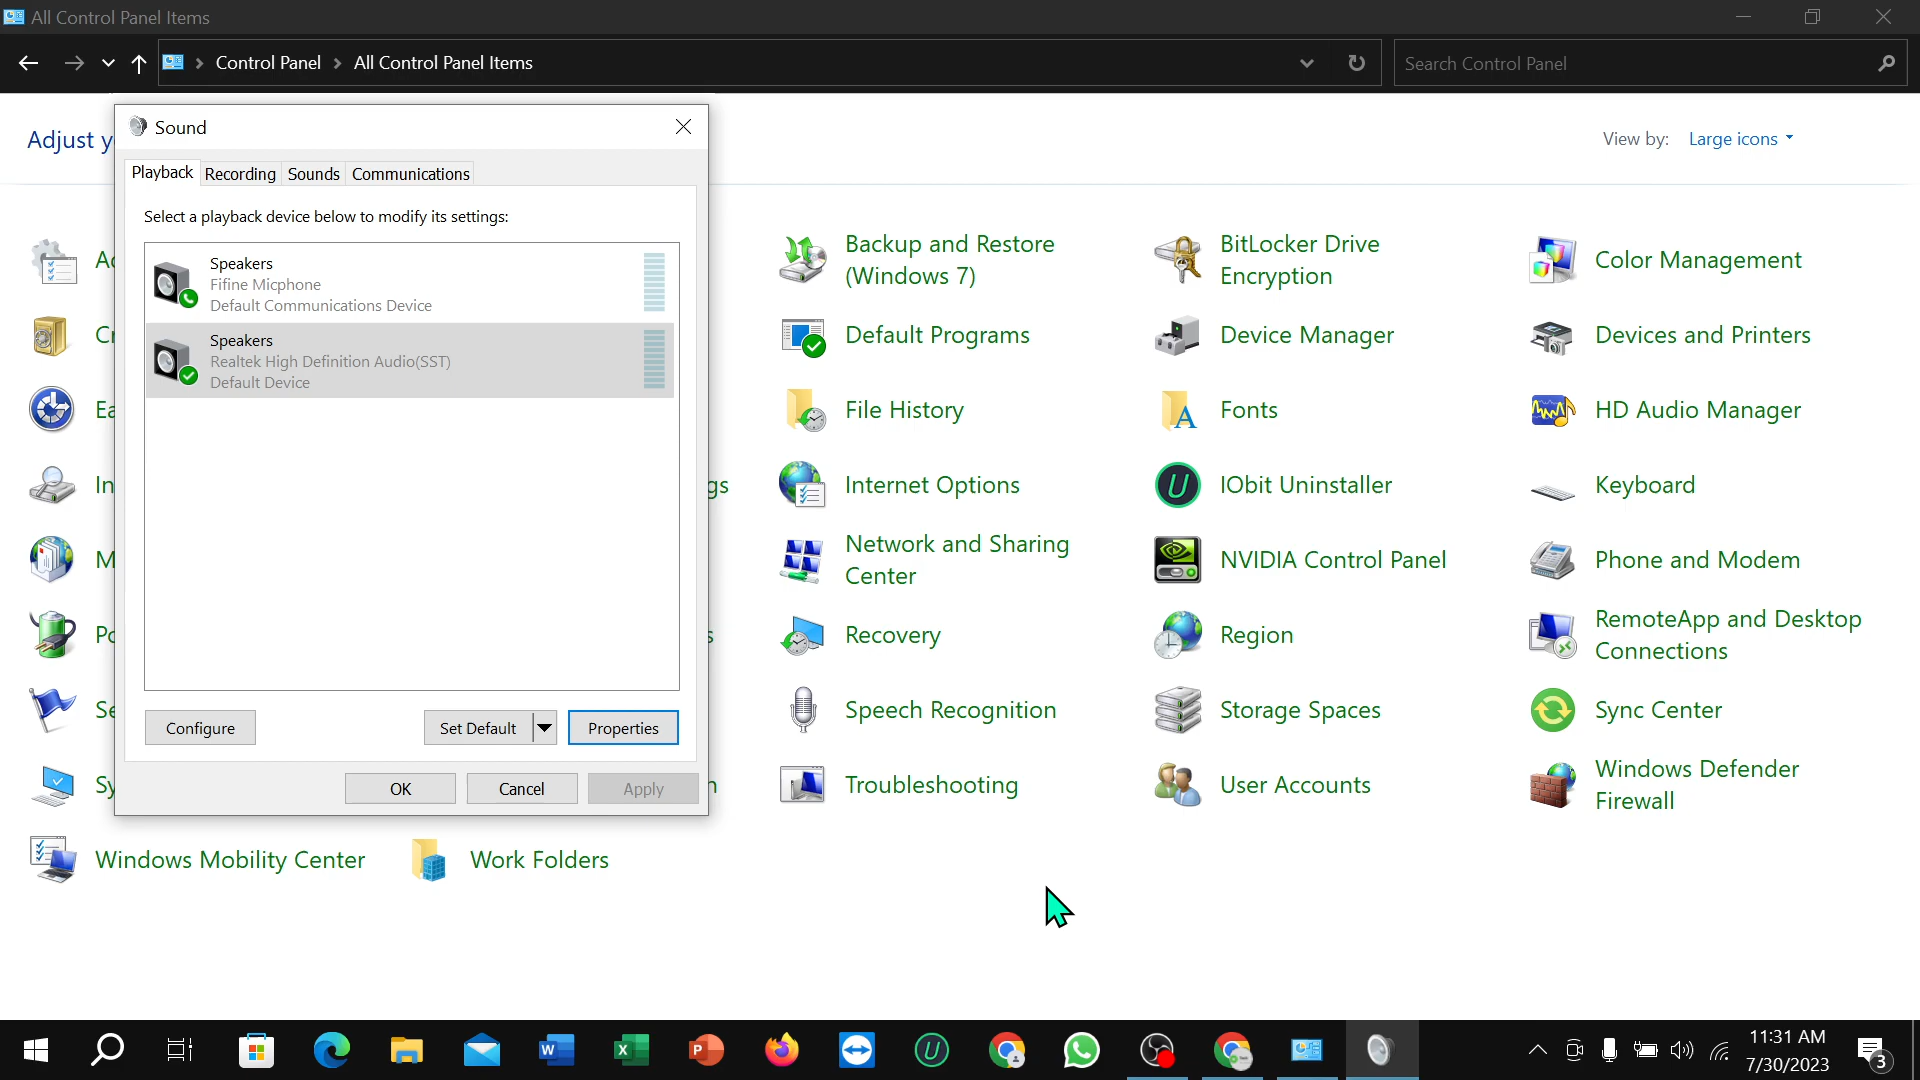 All Control Panel Items
Control Panel > All Control Panel Items
Search Control Panel
Adjust y
View by: Large icons
Sound
Playback Recording Sounds Communications
Select a playback device below to modify its settings:
Speakers
Fifine Micphone
Default Communications Device
Speakers
Realtek High Definition Audio(SST)
Default Device
Configure
Set Default
Properties
OK
Cancel
Apply
Backup and Restore
(Windows 7)
BitLocker Drive
Encryption
Color Management
Default Programs
Device Manager
Devices and Printers
File History
Fonts
HD Audio Manager
Internet Options
IObit Uninstaller
Keyboard
Network and Sharing
Center
NVIDIA Control Panel
Phone and Modem
Recovery
Region
RemoteApp and Desktop
Connections
Speech Recognition
Storage Spaces
Sync Center
Troubleshooting
User Accounts
Windows Defender
Firewall
Windows Mobility Center
Work Folders
11:31 AM
7/30/2023
3